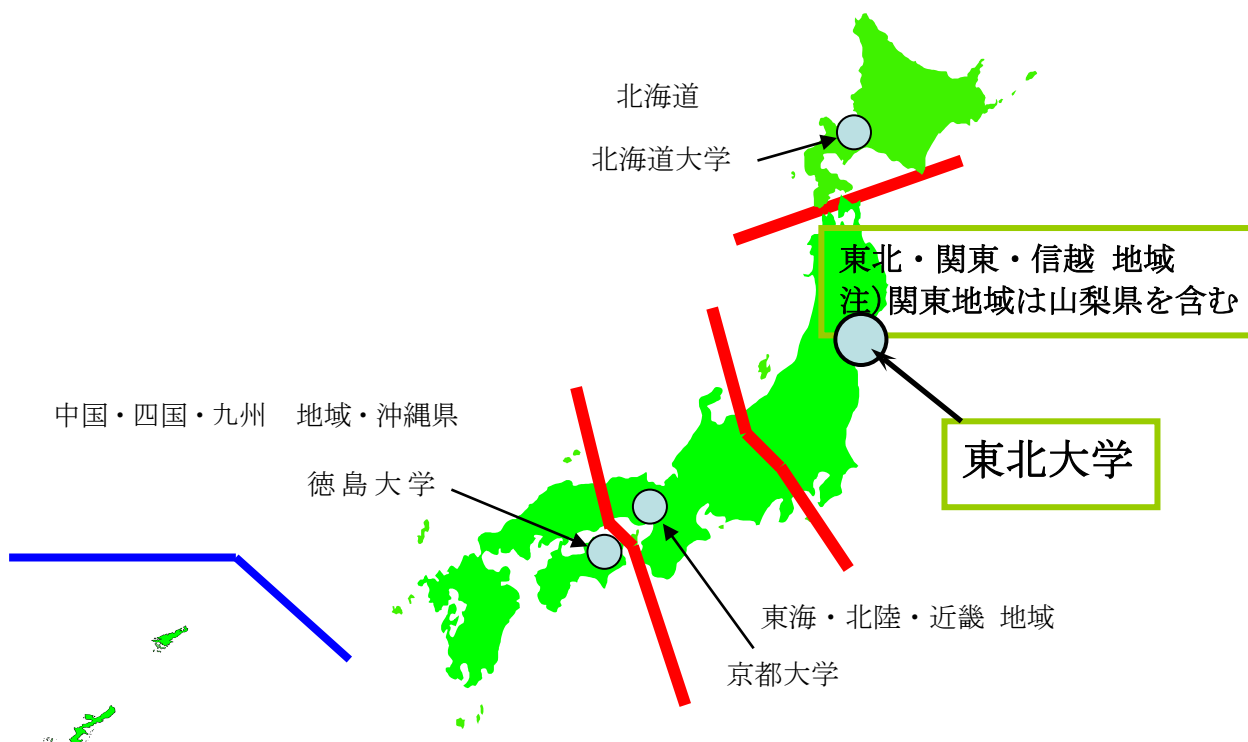 北海道
北海道大学
東北・関東・信越 地域
注)関東地域は山梨県を含む
中国・四国・九州　地域・沖縄県
東北大学
徳島大学
東海・北陸・近畿 地域
京都大学